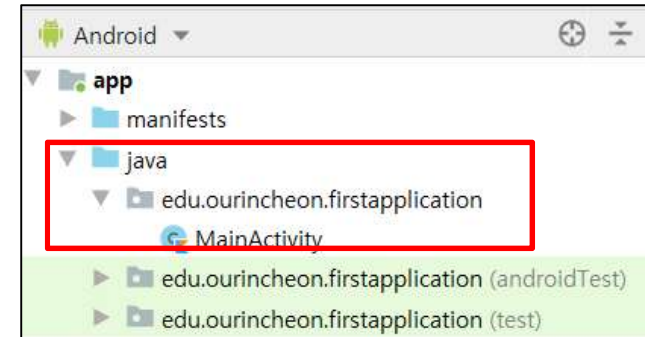 Android
app
manifests
java
edu.ourincheon.firstapplication
MainActivity
edu.ourincheon.firstapplication (androidTest)
edu.ourincheon.firstapplication (test)